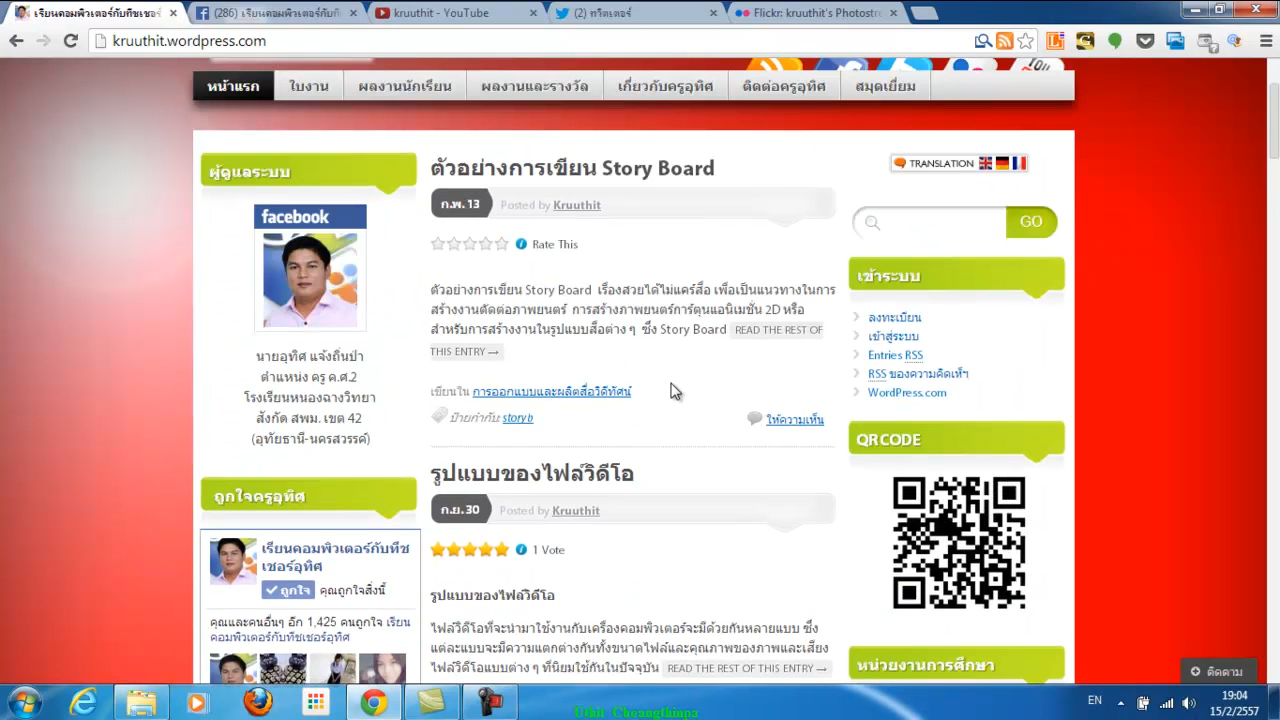 เรียนคอมพิวเตอร์กับทีชเชอร์
(286) เรียนคอมพิวเตอร์กับที
kruuthit - YouTube
(2) ทวิตเตอร์
Flickr: kruuthit's Photostre
kruuthit.wordpress.com
หน้าแรก
ใบงาน
ผลงานนักเรียน
ผลงานและรางวัล
เกี่ยวกับครูอุทิศ
ติดต่อครูอุทิศ
สมุดเยี่ยม
ผู้ดูแลระบบ
facebook
นายอุทิศ แจ้งถิ่นป่า
ตำแหน่ง ครู ค.ศ.2
โรงเรียนหนองฉางวิทยา
สังกัด สพม. เขต 42
(อุทัยธานี-นครสวรรค์)
ถูกใจครูอุทิศ
เรียนคอมพิวเตอร์กับทีช
เชอร์อุทิศ
ถูกใจ คุณถูกใจสิ่งนี้
คุณและคนอื่นๆ อีก 1,425 คนถูกใจ เรียน
คอมพิวเตอร์กับทีชเชอร์อุทิศ
ตัวอย่างการเขียน Story Board
ก.พ. 13 Posted by Kruuthit
Rate This
ตัวอย่างการเขียน Story Board เรื่องสวยได้ไม่แคร์สื่อ เพื่อเป็นแนวทางในการ
สร้างงานตัดต่อภาพยนตร์ การสร้างภาพยนตร์การ์ตูนแอนิเมชั่น 2D หรือ
สำหรับการสร้างงานในรูปแบบสื่อต่าง ๆ ซึ่ง Story Board READ THE REST OF
THIS ENTRY →
เขียนใน การออกแบบและผลิตสื่อวิดีทัศน์
ป้ายกำกับ: story b
ให้ความเห็น
รูปแบบของไฟล์วิดีโอ
ก.ย. 30 Posted by Kruuthit
1 Vote
รูปแบบของไฟล์วิดีโอ
ไฟล์วิดีโอที่จะนำมาใช้งานกับเครื่องคอมพิวเตอร์จะมีด้วยกันหลายแบบ ซึ่ง
แต่ละแบบจะมีความแตกต่างกันทั้งขนาดไฟล์และคุณภาพของภาพและเสียง
ไฟล์วิดีโอแบบต่าง ๆ ที่นิยมใช้กันในปัจจุบัน READ THE REST OF THIS ENTRY →
TRANSLATION
GO
เข้าระบบ
ลงทะเบียน
เข้าสู่ระบบ
Entries RSS
RSS ของความคิดเห็น
WordPress.com
QRCODE
หน่วยงานการศึกษา
ติดตาม
EN
19:04
15/2/2557